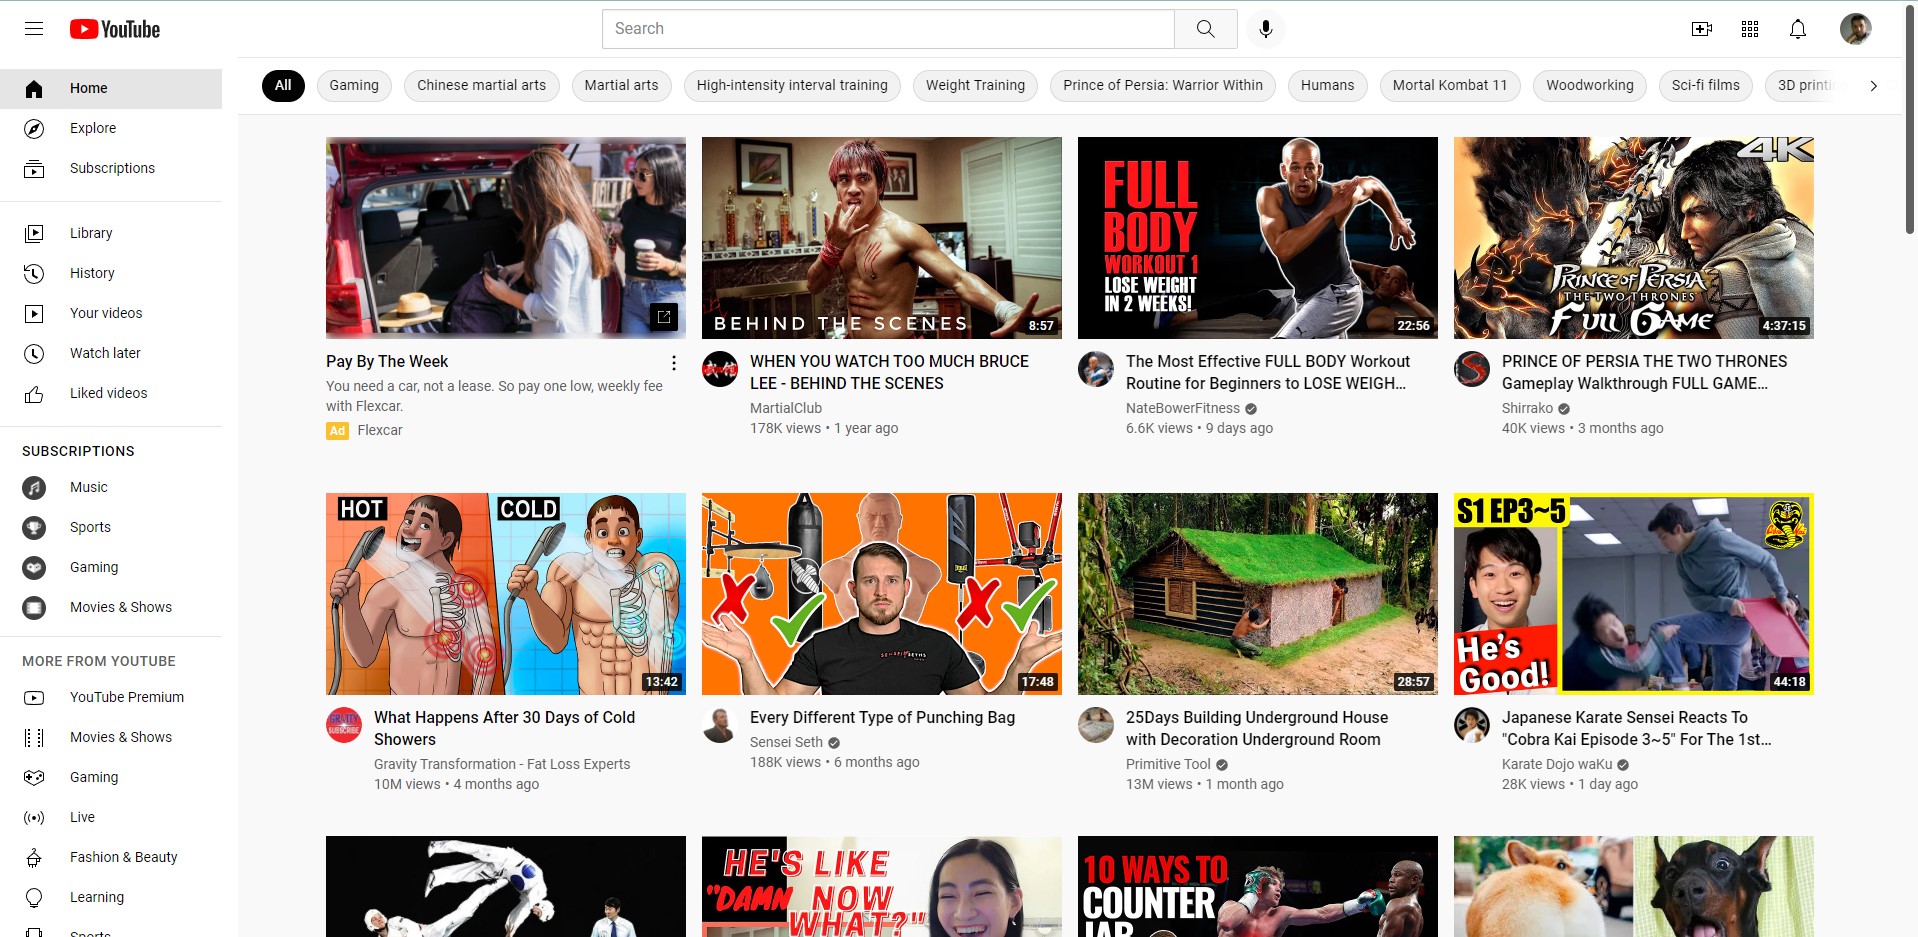 YouTube
Search
Home
Explore
Subscriptions
Library
History
Your videos
Watch later
Liked videos
SUBSCRIPTIONS
Music
Sports
Gaming
Movies & Shows
MORE FROM YOUTUBE
YouTube Premium
Movies & Shows
Gaming
Live
Fashion & Beauty
Learning
Sports
All
Gaming
Chinese martial arts
Martial arts
High-intensity interval training
Weight Training
Prince of Persia: Warrior Within
Humans
Mortal Kombat 11
Woodworking
Sci-fi films
3D printi
Pay By The Week
You need a car, not a lease. So pay one low, weekly fee
with Flexcar.
Ad Flexcar
BEHIND THE SCENES
8:57
WHEN YOU WATCH TOO MUCH BRUCE
LEE - BEHIND THE SCENES
MartialClub
178K views • 1 year ago
FULL
BODY
WORKOUT 1
LOSE WEIGHT
IN 2 WEEKS!
22:56
The Most Effective FULL BODY Workout
Routine for Beginners to LOSE WEIGH...
NateBowerFitness
6.6K views • 9 days ago
4K
PRINCE OF PERSIA
THE TWO THRONES
FULL GAME
4:37:15
PRINCE OF PERSIA THE TWO THRONES
Gameplay Walkthrough FULL GAME...
Shirrako
40K views • 3 months ago
HOT
COLD
13:42
GRAVITY
SUBSCRIBE
What Happens After 30 Days of Cold
Showers
Gravity Transformation - Fat Loss Experts
10M views • 4 months ago
17:48
Every Different Type of Punching Bag
Sensei Seth
188K views • 6 months ago
28:57
25Days Building Underground House
with Decoration Underground Room
Primitive Tool
13M views • 1 month ago
S1 EP3~5
He's
Good!
44:18
Japanese Karate Sensei Reacts To
"Cobra Kai Episode 3~5" For The 1st...
Karate Dojo waKu
28K views • 1 day ago
HE'S LIKE
"DAMN NOW
WHAT?"
10 WAYS TO
COUNTER
JAB